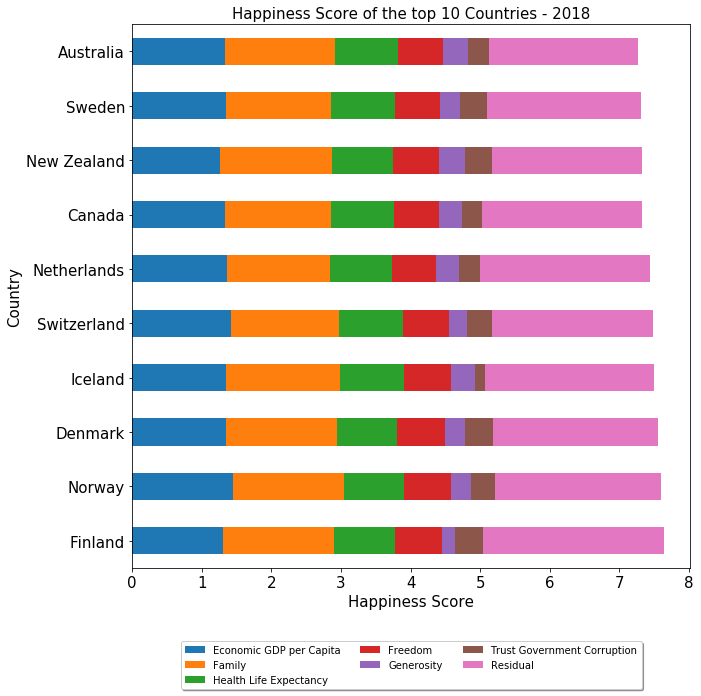 Happiness Score of the top 10 Countries - 2018
Country
Australia
Sweden
New Zealand
Canada
Netherlands
Switzerland
Iceland
Denmark
Norway
Finland
0 1 2 3 4 5 6 7 8
Happiness Score
Economic GDP per Capita
Family
Health Life Expectancy
Freedom
Generosity
Trust Government Corruption
Residual